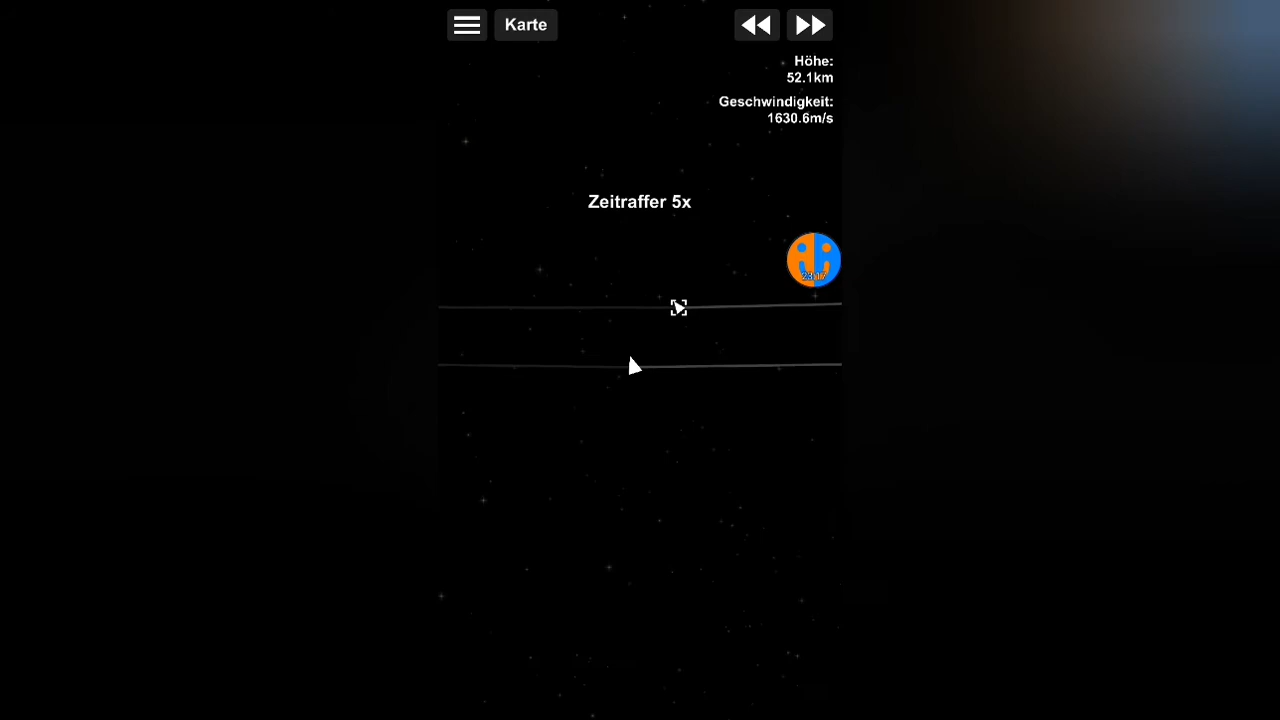 Karte
Höhe:
52.1km
Geschwindigkeit:
1630.6m/s
Zeitraffer 5x